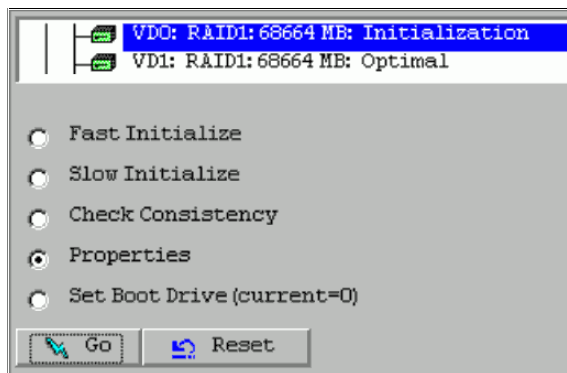 VD0: RAID1: 68664 MB: Initialization
VD1: RAID1: 68664 MB: Optimal
Fast Initialize
Slow Initialize
Check Consistency
Properties
Set Boot Drive (current=0)
Go Reset